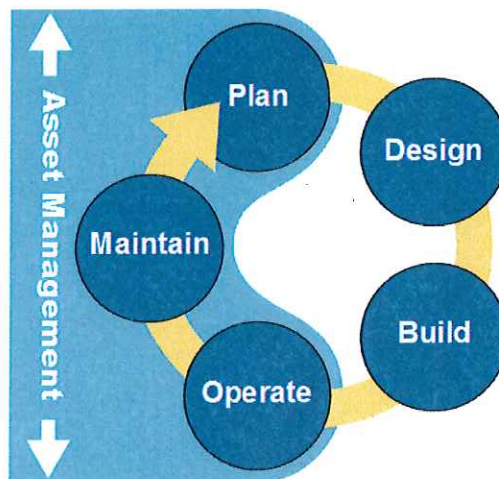 Asset Management
Plan
Design
Build
Operate
Maintain